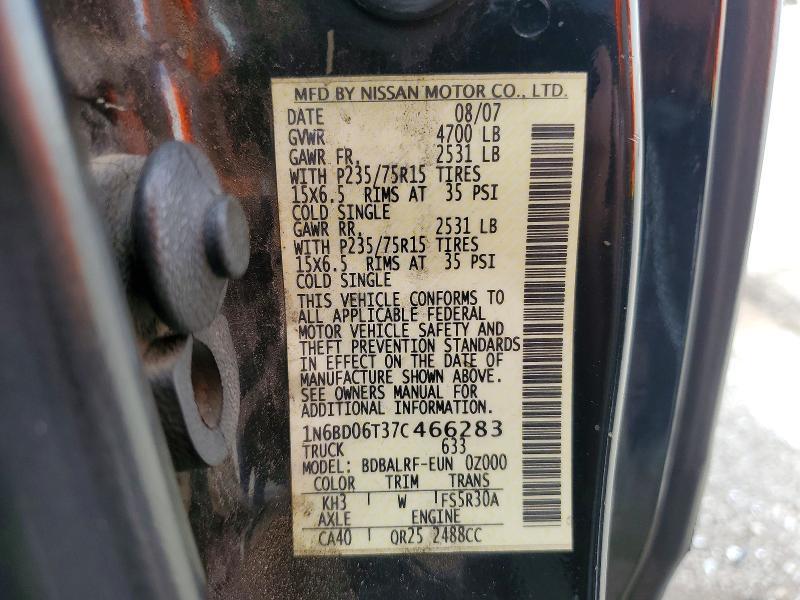 MFD BY NISSAN MOTOR CO., LTD.
DATE 08/07
GVWR 4700 LB
GAWR FR, 2531 LB
WITH P235/75R15 TIRES
15X6.5 RIMS AT 35 PSI
COLD SINGLE
GAWR RR, 2531 LB
WITH P235/75R15 TIRES
15X6.5 RIMS AT 35 PSI
COLD SINGLE
THIS VEHICLE CONFORMS TO
ALL APPLICABLE FEDERAL
MOTOR VEHICLE SAFETY AND
THEFT PREVENTION STANDARDS
IN EFFECT ON THE DATE OF
MANUFACTURE SHOWN ABOVE.
SEE OWNERS MANUAL FOR
ADDITIONAL INFORMATION.
1N6BD06T37C466283
TRUCK 633
MODEL: BDBALRF-EUN 0Z000
COLOR TRIM TRANS
KH3 W FS5R30A
AXLE ENGINE
CA40 QR25 2488CC